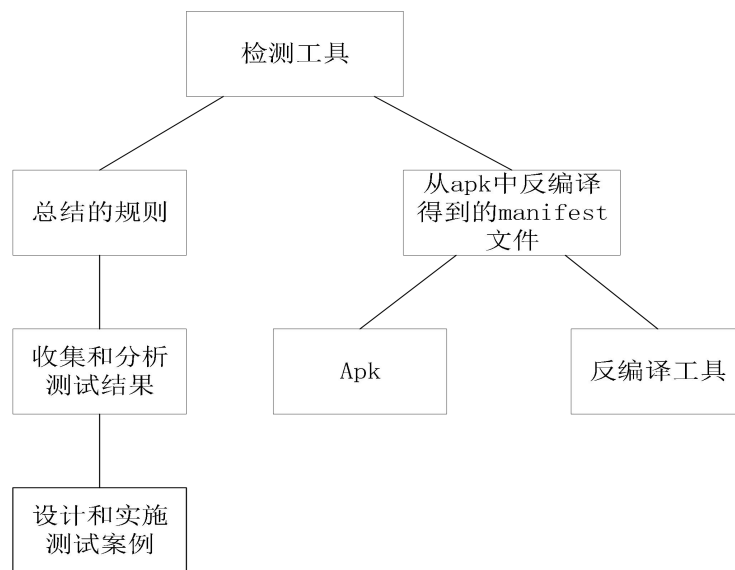 检测工具
总结的规则
从apk中反编译
得到的manifest
文件
收集和分析
测试结果
Apk
反编译工具
设计和实施
测试案例